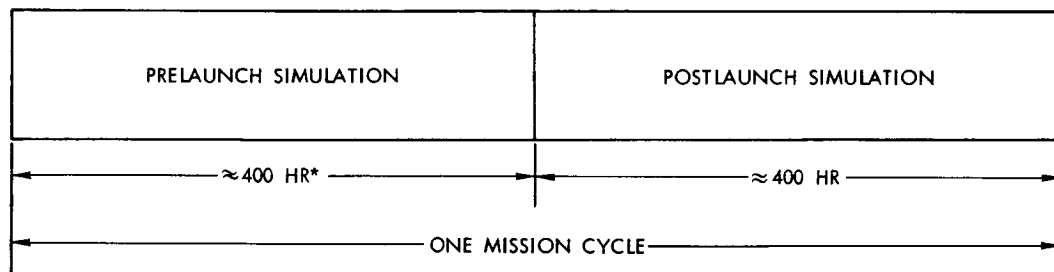 PRELAUNCH SIMULATION
POSTLAUNCH SIMULATION
≈400 HR*
≈400 HR
ONE MISSION CYCLE